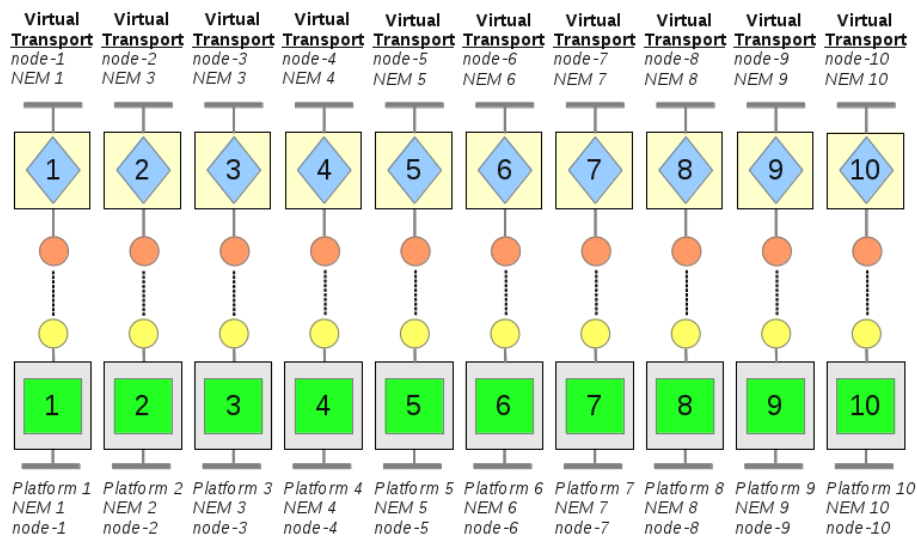 Virtual Virtual Virtual Virtual Virtual Virtual Virtual Virtual Virtual Virtual
Transport Transport Transport Transport Transport Transport Transport Transport Transport Transport
node-1 node-2 node-3 node-4 node-5 node-6 node-7 node-8 node-9 node-10
NEM 1 NEM 3 NEM 3 NEM 4 NEM 5 NEM 6 NEM 7 NEM 8 NEM 9 NEM 10
1 2 3 4 5 6 7 8 9 10
1 2 3 4 5 6 7 8 9 10
Platform 1 Platform 2 Platform 3 Platform 4 Platform 5 Platform 6 Platform 7 Platform 8 Platform 9 Platform 10
NEM 1 NEM 2 NEM 3 NEM 4 NEM 5 NEM 6 NEM 7 NEM 8 NEM 9 NEM 10
node-1 node-2 node-3 node-4 node-5 node-6 node-7 node-8 node-9 node-10